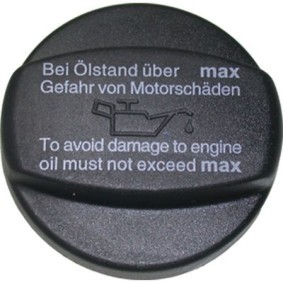 Bei Ölstand über max
Gefahr von Motorschäden
To avoid damage to engine
oil must not exceed max